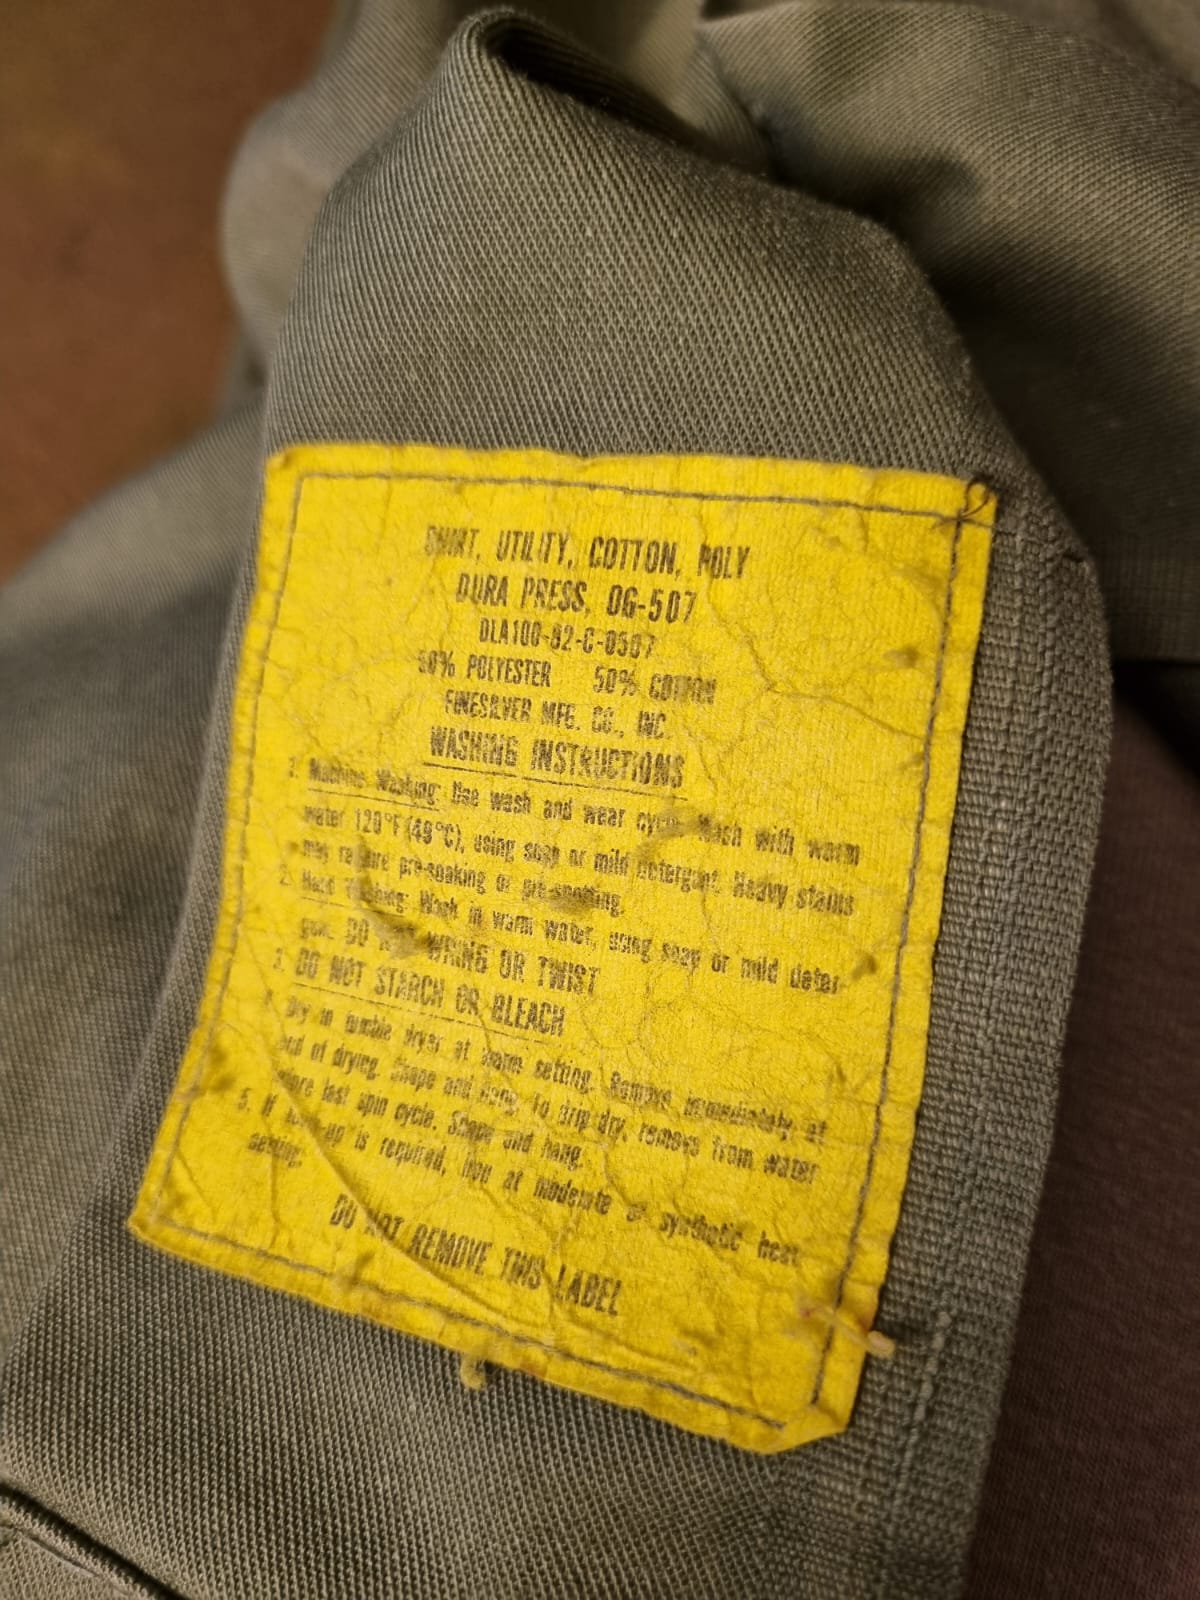 SHIRT, UTILITY, COTTON, POLY
DURA PRESS, OG-507
DLA100-82-C-0507
50% POLYESTER 50% COTTON
FINESILVER MFG. CO., INC.
WASHING INSTRUCTIONS
1. Machine Washing: Use wash and wear cycle. Wash with warm
water 120°F (49°C), using soap or mild detergent. Heavy stains
may require pre-soaking or pre-spotting.
2. Hand Washing: Wash in warm water, using soap or mild deter-
gent. DO NOT WRING OR TWIST
3. DO NOT STARCH OR BLEACH
4. Dry in tumble dryer at warm setting. Remove immediately at
end of drying. Shape and hang. To drip dry, remove from water
before last spin cycle. Shape and hang.
5. If touch-up is required, iron at moderate or synthetic heat
setting.
DO NOT REMOVE THIS LABEL